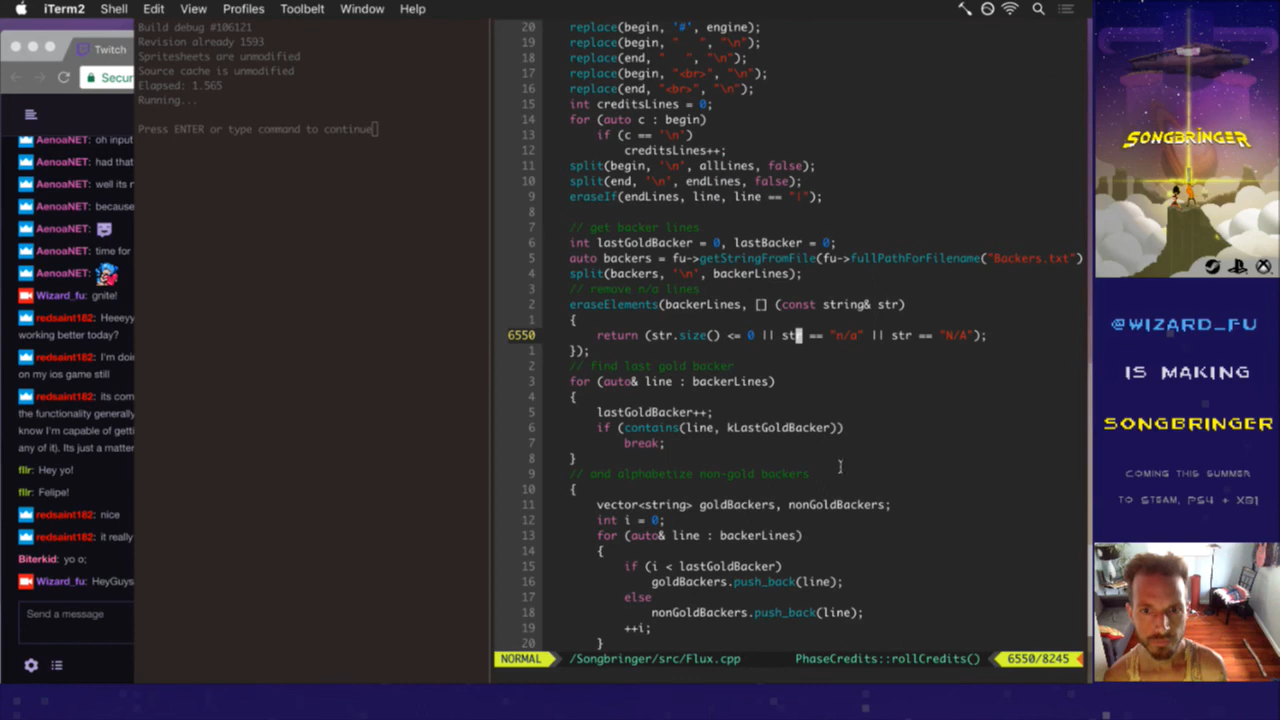 iTerm2 Shell Edit View Profiles Toolbelt Window Help
Twitch
Secur
AenoaNET: oh input
AenoaNET: had that
AenoaNET: well its r
AenoaNET: because
AenoaNET:
AenoaNET: time for
AenoaNET:
Wizard_fu: gnite!
redsaint182: Heeeyy
working better today?
redsaint182: I'm doi
on my ios game still
redsaint182: its com
the functionality generally
know I'm capable of getti
any of it). Its just a matter
fllr: Hey yo!
fllr: Felipe!
redsaint182: nice
redsaint182: it really
Biterkid: yo o;
Wizard_fu: HeyGuys
Send a message
Build debug #106121
Revision already 1593
Spritesheets are unmodified
Source cache is unmodified
Elapsed: 1.565
Running...
Press ENTER or type command to continue
20 replace(begin, '#', engine);
19 replace(begin, "   ", "\n");
18 replace(end, "   ", "\n");
17 replace(begin, "<br>", "\n");
16 replace(end, "<br>", "\n");
15 int creditsLines = 0;
14 for (auto c : begin)
13 if (c == '\n')
12 creditsLines++;
11 split(begin, '\n', allLines, false);
10 split(end, '\n', endLines, false);
9 eraseIf(endLines, line, line == "|");
8
7 // get backer lines
6 int lastGoldBacker = 0, lastBacker = 0;
5 auto backers = fu->getStringFromFile(fu->fullPathForFilename("Backers.txt")
4 split(backers, '\n', backerLines);
3 // remove n/a lines
2 eraseElements(backerLines, [] (const string& str)
1 {
6550 return (str.size() <= 0 || str == "n/a" || str == "N/A");
1 });
2 // find last gold backer
3 for (auto& line : backerLines)
4 {
5 lastGoldBacker++;
6 if (contains(line, kLastGoldBacker))
7 break;
8 }
9 // and alphabetize non-gold backers
10 {
11 vector<string> goldBackers, nonGoldBackers;
12 int i = 0;
13 for (auto& line : backerLines)
14 {
15 if (i < lastGoldBacker)
16 goldBackers.push_back(line);
17 else
18 nonGoldBackers.push_back(line);
19 ++i;
20 }
NORMAL /Songbringer/src/Flux.cpp PhaseCredits::rollCredits() 6550/8245
SONGBRINGER
@WIZARD_FU
IS MAKING
SONGBRINGER
COMING THIS SUMMER
TO STEAM, PS4 + XB1